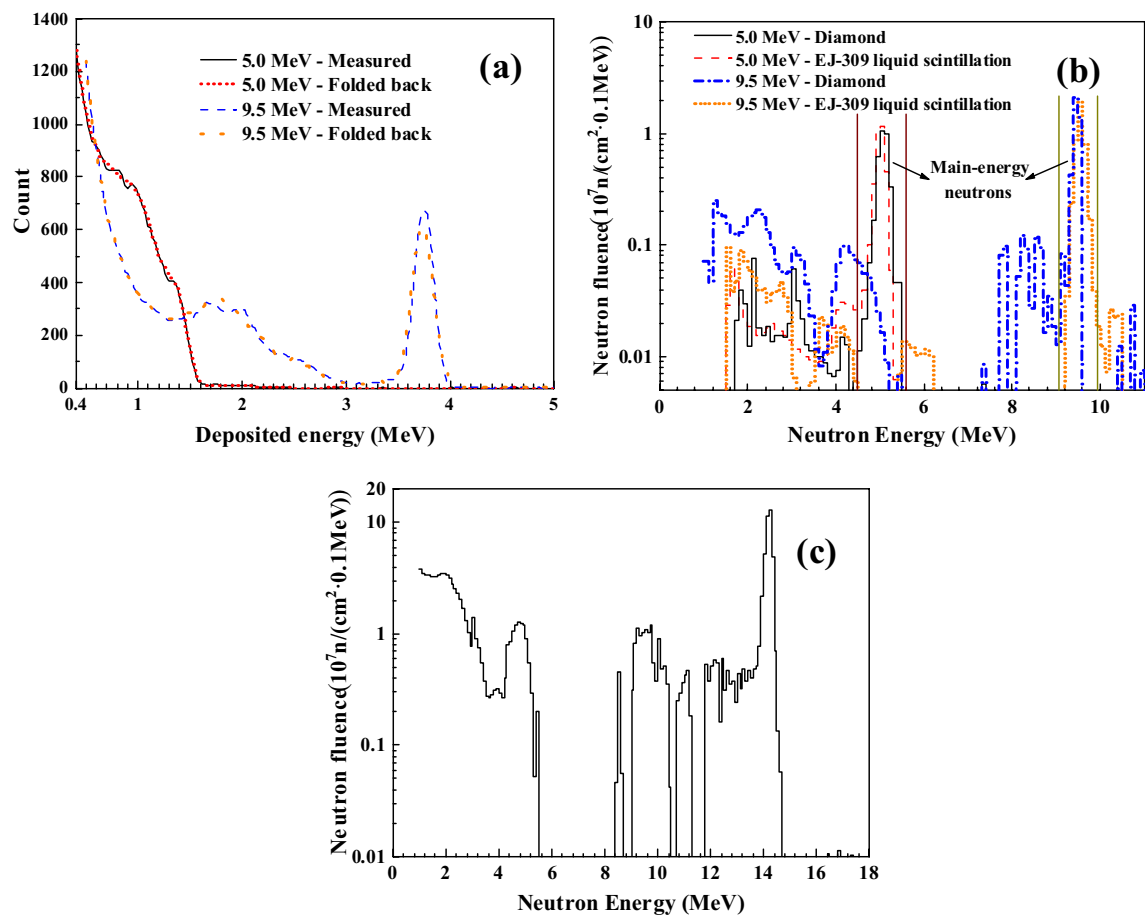 (a)
5.0 MeV - Measured
5.0 MeV - Folded back
9.5 MeV - Measured
9.5 MeV - Folded back
1400
1200
1000
800
600
400
200
0
Count
0.4 1 2 3 4 5
Deposited energy (MeV)
(b)
5.0 MeV - Diamond
5.0 MeV - EJ-309 liquid scintillation
9.5 MeV - Diamond
9.5 MeV - EJ-309 liquid scintillation
Main-energy
neutrons
10
1
0.1
0.01
Neutron fluence(10⁷n/(cm²·0.1MeV))
0 2 4 6 8 10
Neutron Energy (MeV)
(c)
20
10
1
0.1
0.01
Neutron fluence(10⁷n/(cm²·0.1MeV))
0 2 4 6 8 10 12 14 16 18
Neutron Energy (MeV)